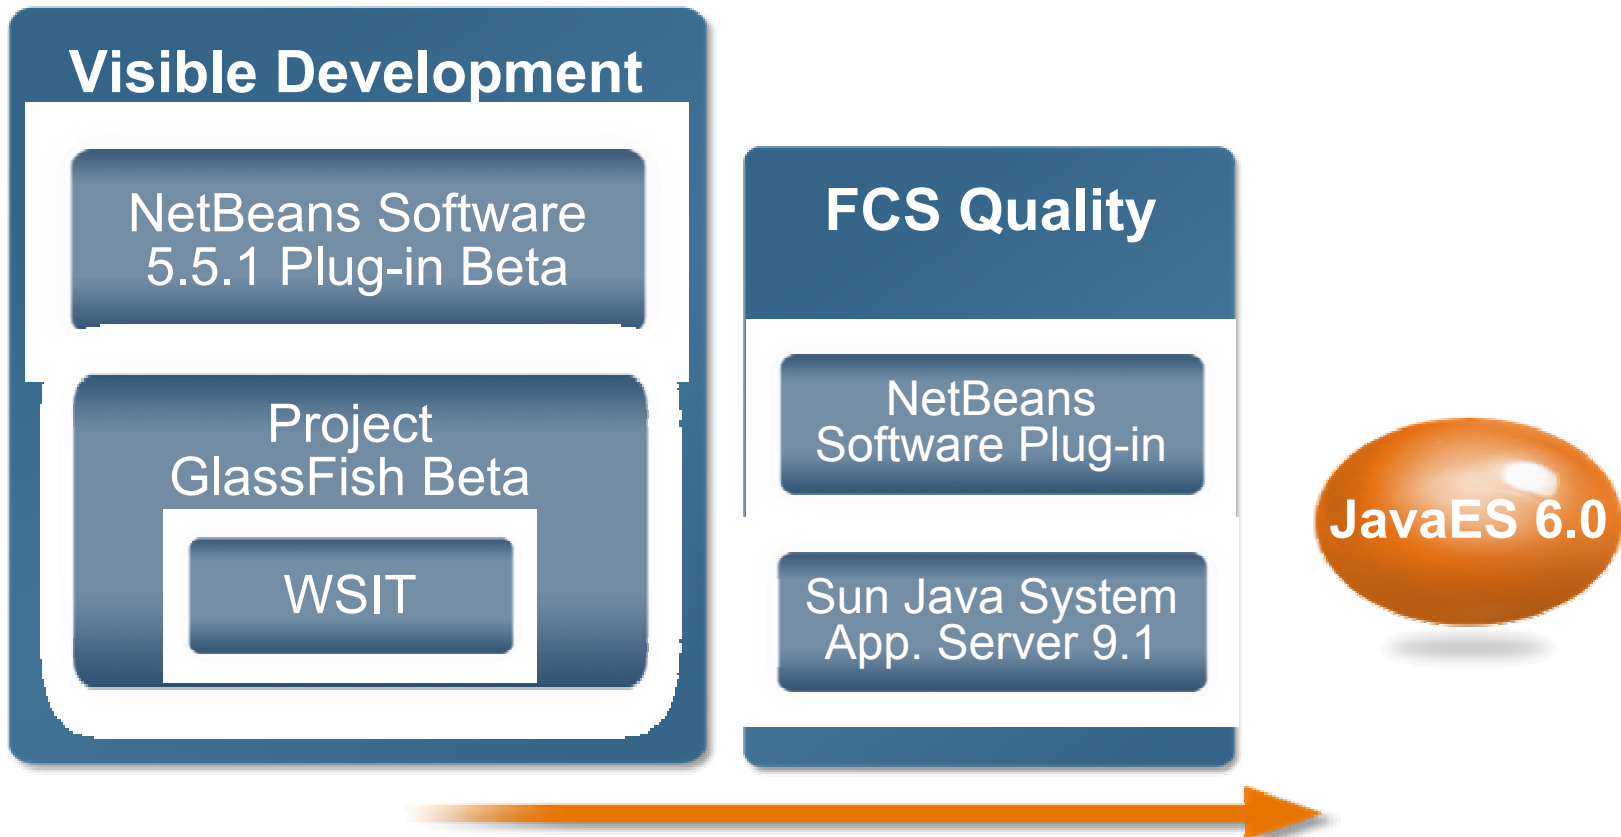 Visible Development
NetBeans Software
5.5.1 Plug-in Beta
Project
GlassFish Beta
WSIT
FCS Quality
NetBeans
Software Plug-in
Sun Java System
App. Server 9.1
JavaES 6.0